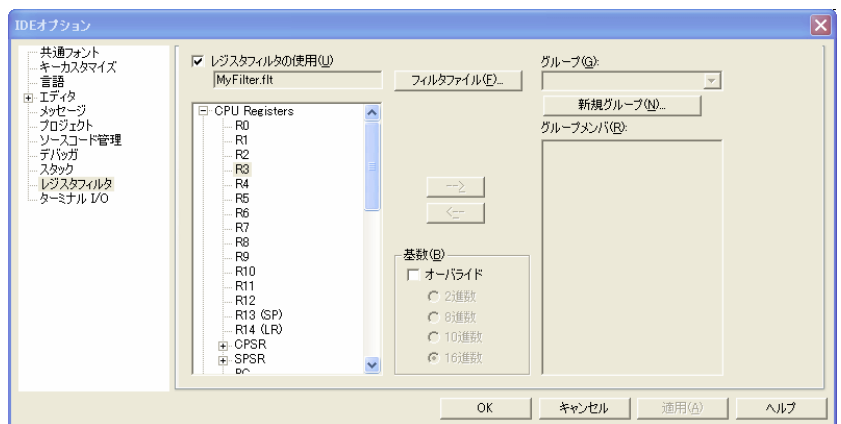 IDEオプション
共通フォント
キーカスタマイズ
言語
エディタ
メッセージ
プロジェクト
ソースコード管理
デバッガ
スタック
レジスタフィルタ
ターミナル I/O
レジスタフィルタの使用(U)
MyFilter.flt
フィルタファイル(F)...
CPU Registers
R0
R1
R2
R3
R4
R5
R6
R7
R8
R9
R10
R11
R12
R13 (SP)
R14 (LR)
CPSR
SPSR
PC
-->
<--
基数(B)
オーバライド
2進数
8進数
10進数
16進数
グループ(G):
新規グループ(N)...
グループメンバ(R):
OK
キャンセル
適用(A)
ヘルプ